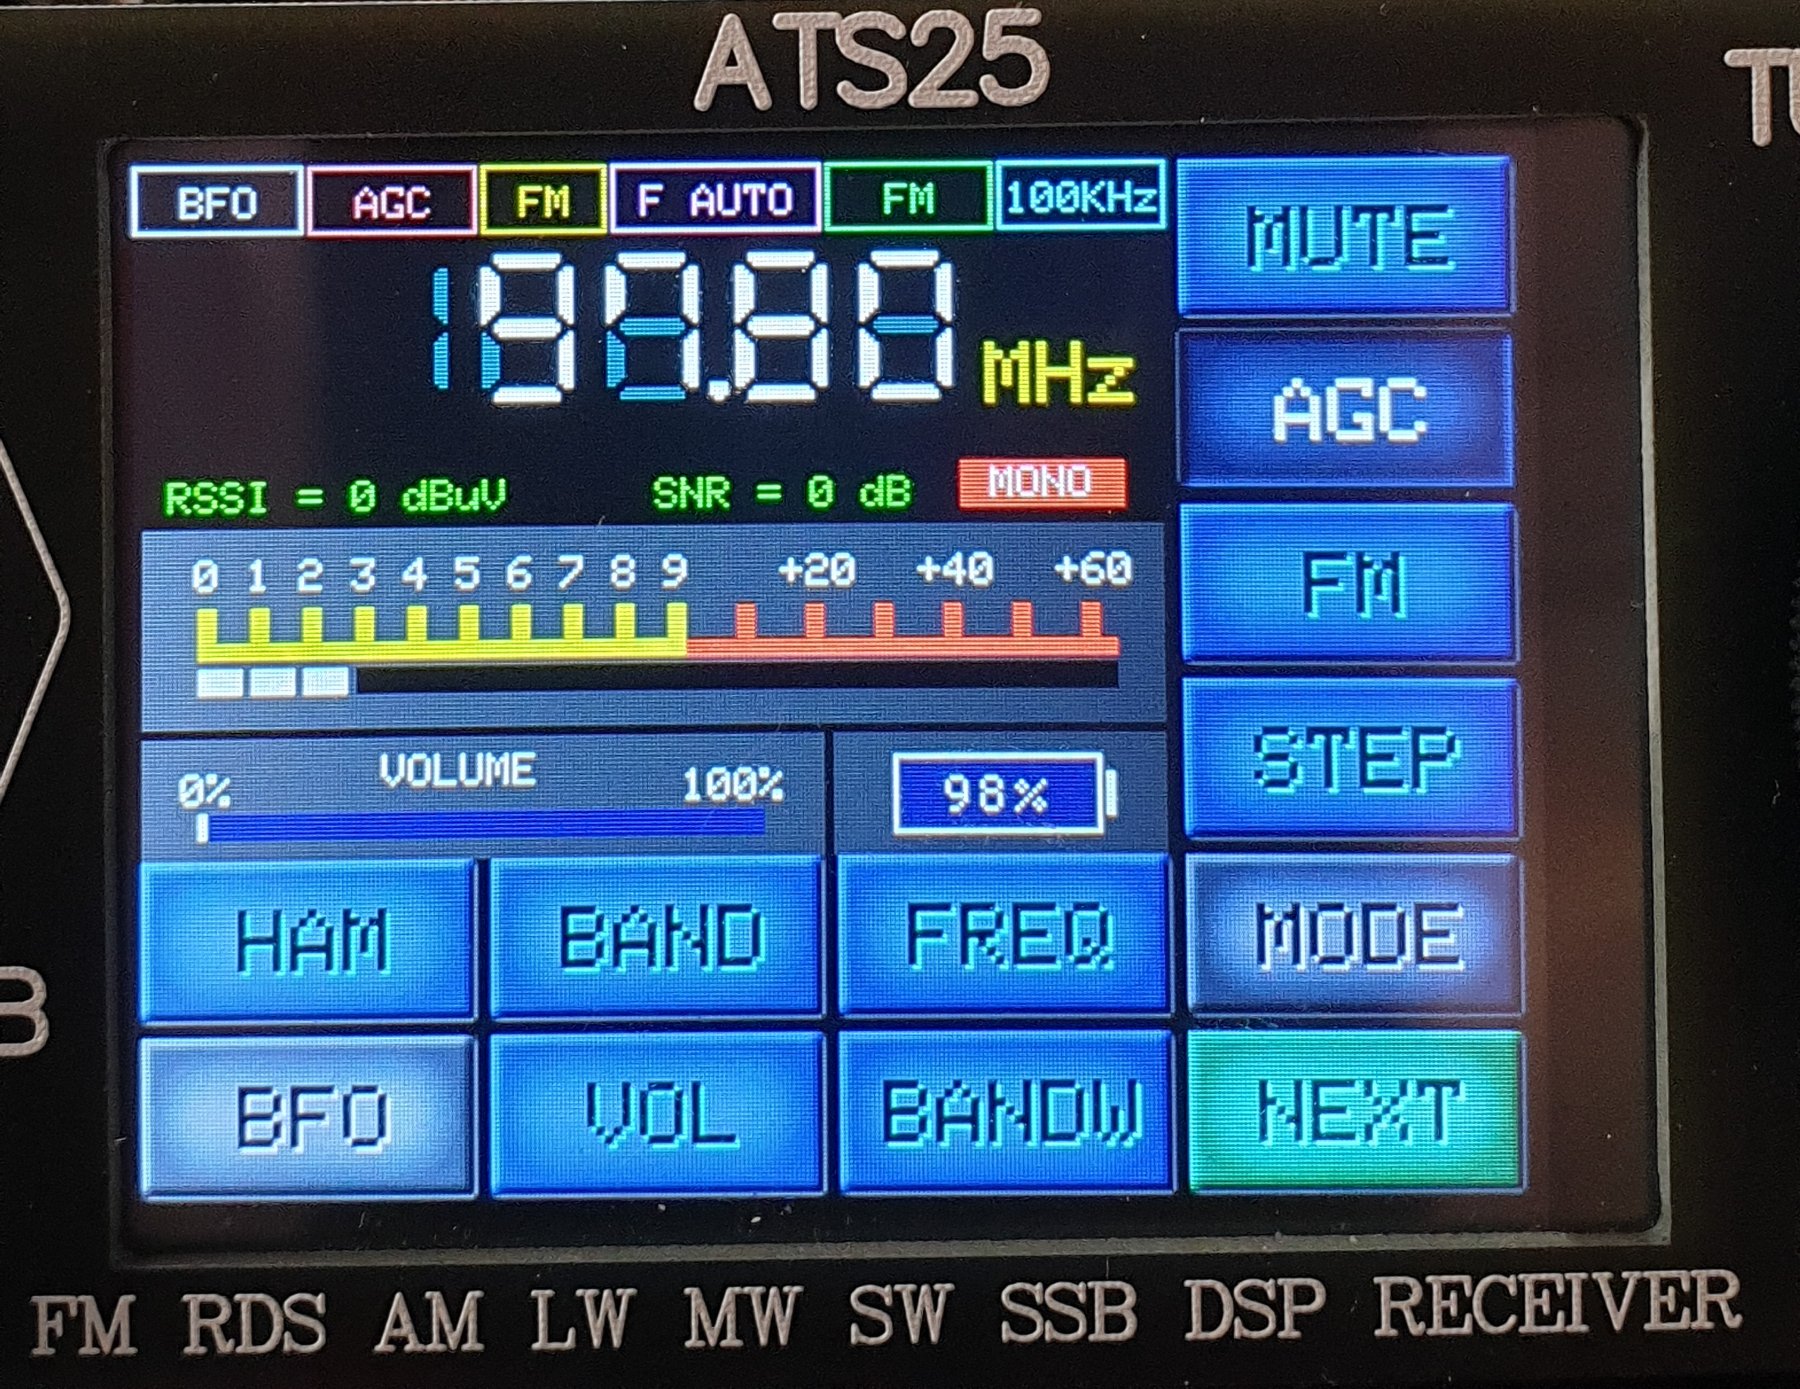 ATS25
BFO AGC FM F AUTO FM 100KHz
MUTE
97.80 MHz
AGC
RSSI = 0 dBuV SNR = 0 dB MONO
0 1 2 3 4 5 6 7 8 9 +20 +40 +60
FM
VOLUME
0% 100%
98%
STEP
HAM BAND FREQ MODE
BFO VOL BANDW NEXT
FM RDS AM LW MW SW SSB DSP RECEIVER